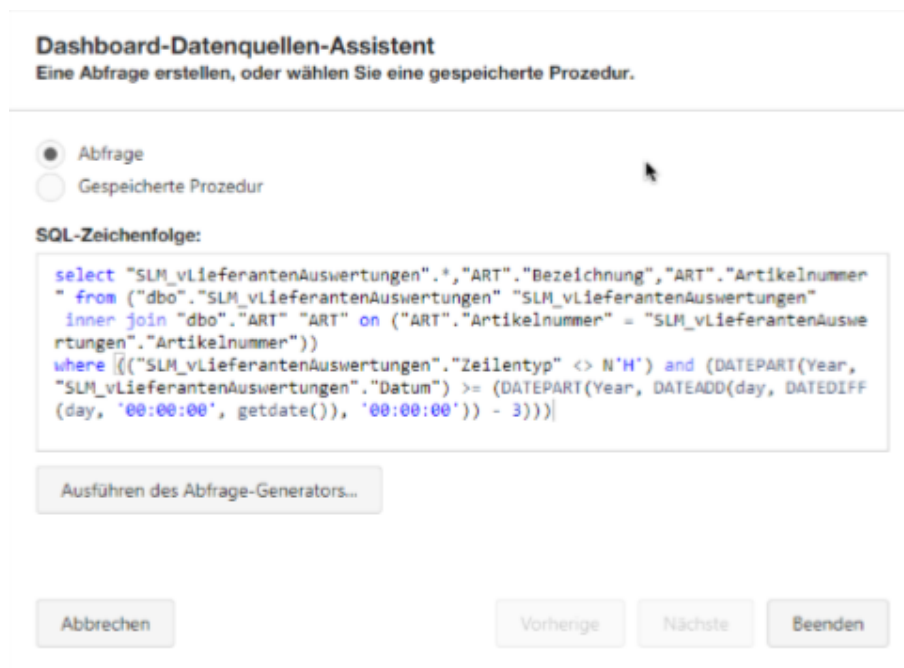 Dashboard-Datenquellen-Assistent
Eine Abfrage erstellen, oder wählen Sie eine gespeicherte Prozedur.
Abfrage
Gespeicherte Prozedur
SQL-Zeichenfolge:
select "SLM_vLieferantenAuswertungen".*,"ART"."Bezeichnung","ART"."Artikelnummer
" from ("dbo"."SLM_vLieferantenAuswertungen" "SLM_vLieferantenAuswertungen"
inner join "dbo"."ART" "ART" on ("ART"."Artikelnummer" = "SLM_vLieferantenAuswe
rtungen"."Artikelnummer"))
where (("SLM_vLieferantenAuswertungen"."Zeilentyp" <> N'H') and (DATEPART(Year,
"SLM_vLieferantenAuswertungen"."Datum") >= (DATEPART(Year, DATEADD(day, DATEDIFF
(day, '00:00:00', getdate()), '00:00:00')) - 3)))
Ausführen des Abfrage-Generators...
Abbrechen
Vorherige
Nächste
Beenden